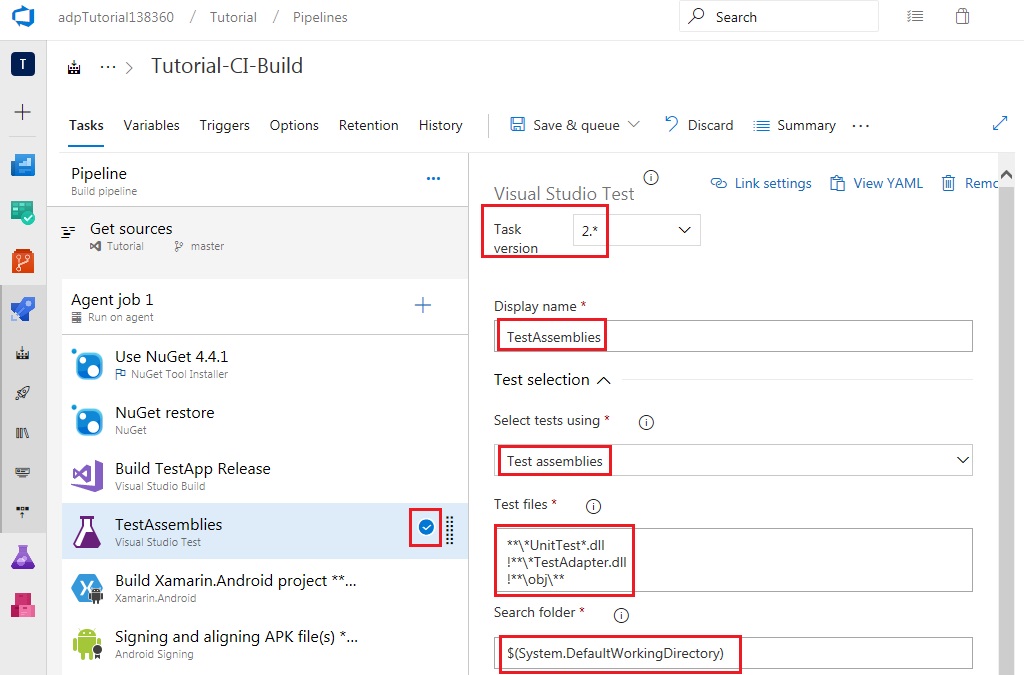 adpTutorial138360 / Tutorial / Pipelines
Search
T
... > Tutorial-CI-Build
Tasks Variables Triggers Options Retention History
Save & queue Discard Summary ...
Pipeline
Build pipeline
Get sources
Tutorial master
Agent job 1
Run on agent
Use NuGet 4.4.1
NuGet Tool Installer
NuGet restore
NuGet
Build TestApp Release
Visual Studio Build
TestAssemblies
Visual Studio Test
Build Xamarin.Android project **...
Xamarin.Android
Signing and aligning APK file(s) *...
Android Signing
Visual Studio Test
Link settings View YAML Remo
Task
version
2.*
Display name *
TestAssemblies
Test selection
Select tests using *
Test assemblies
Test files *
**\*UnitTest*.dll
!**\*TestAdapter.dll
!**\obj\**
Search folder *
$(System.DefaultWorkingDirectory)